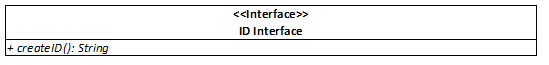 <<Interface>>
ID Interface
+ createID(): String